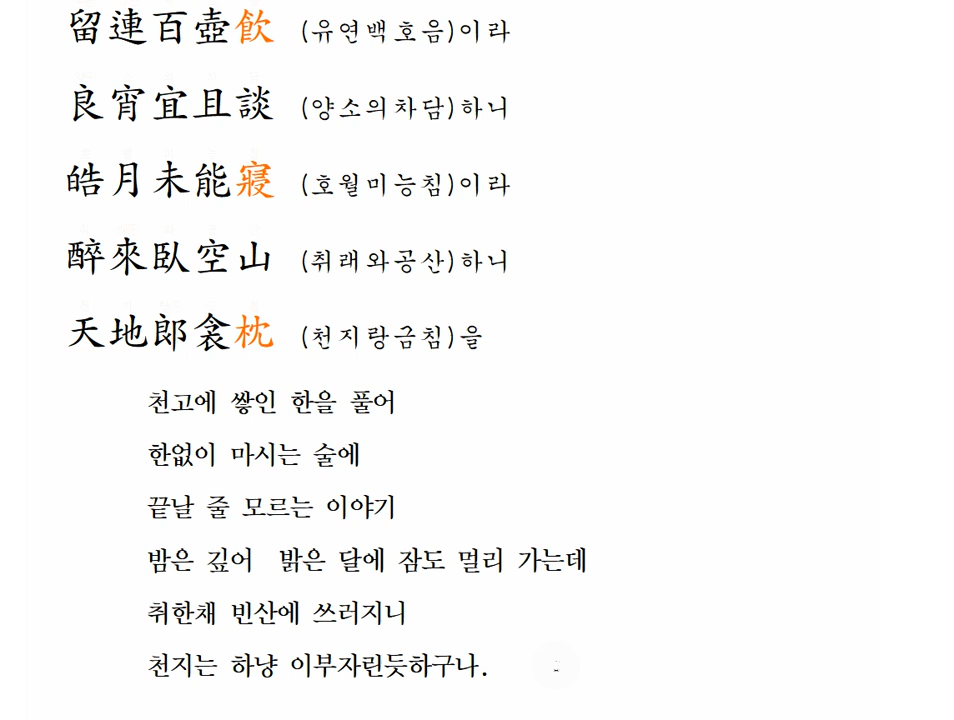 留連百壺飮 (유연백호음)이라
良宵宜且談 (양소의차담)하니
皓月未能寢 (호월미능침)이라
醉來臥空山 (취래와공산)하니
天地郞衾枕 (천지랑금침)을
천고에 쌓인 한을 풀어
한없이 마시는 술에
끝날 줄 모르는 이야기
밤은 깊어 밝은 달에 잠도 멀리 가는데
취한채 빈산에 쓰러지니
천지는 하냥 이부자린듯하구나.